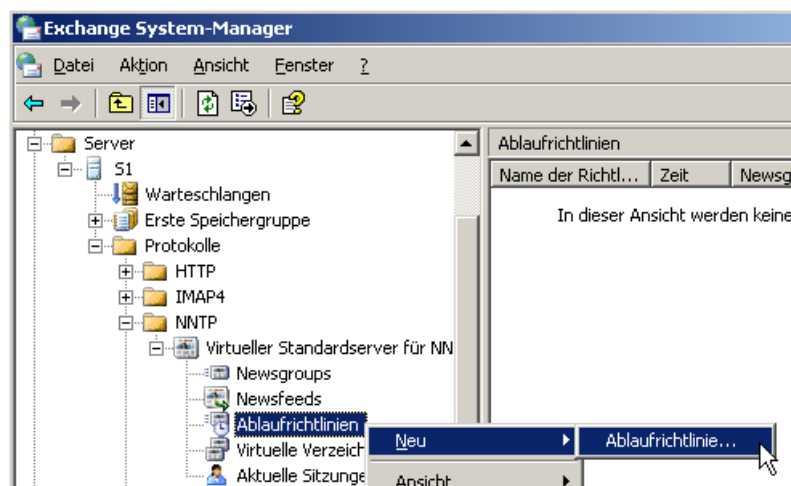 Exchange System-Manager
Datei Aktion Ansicht Fenster ?
Server
S1
Warteschlangen
Erste Speichergruppe
Protokolle
HTTP
IMAP4
NNTP
Virtueller Standardserver für NN
Newsgroups
Newsfeeds
Ablaufrichtlinien
Virtuelle Verzeich
Aktuelle Sitzunge
Ablaufrichtlinien
Name der Richtl... Zeit Newsg
In dieser Ansicht werden keine
Neu
Ansicht
Ablaufrichtlinie...